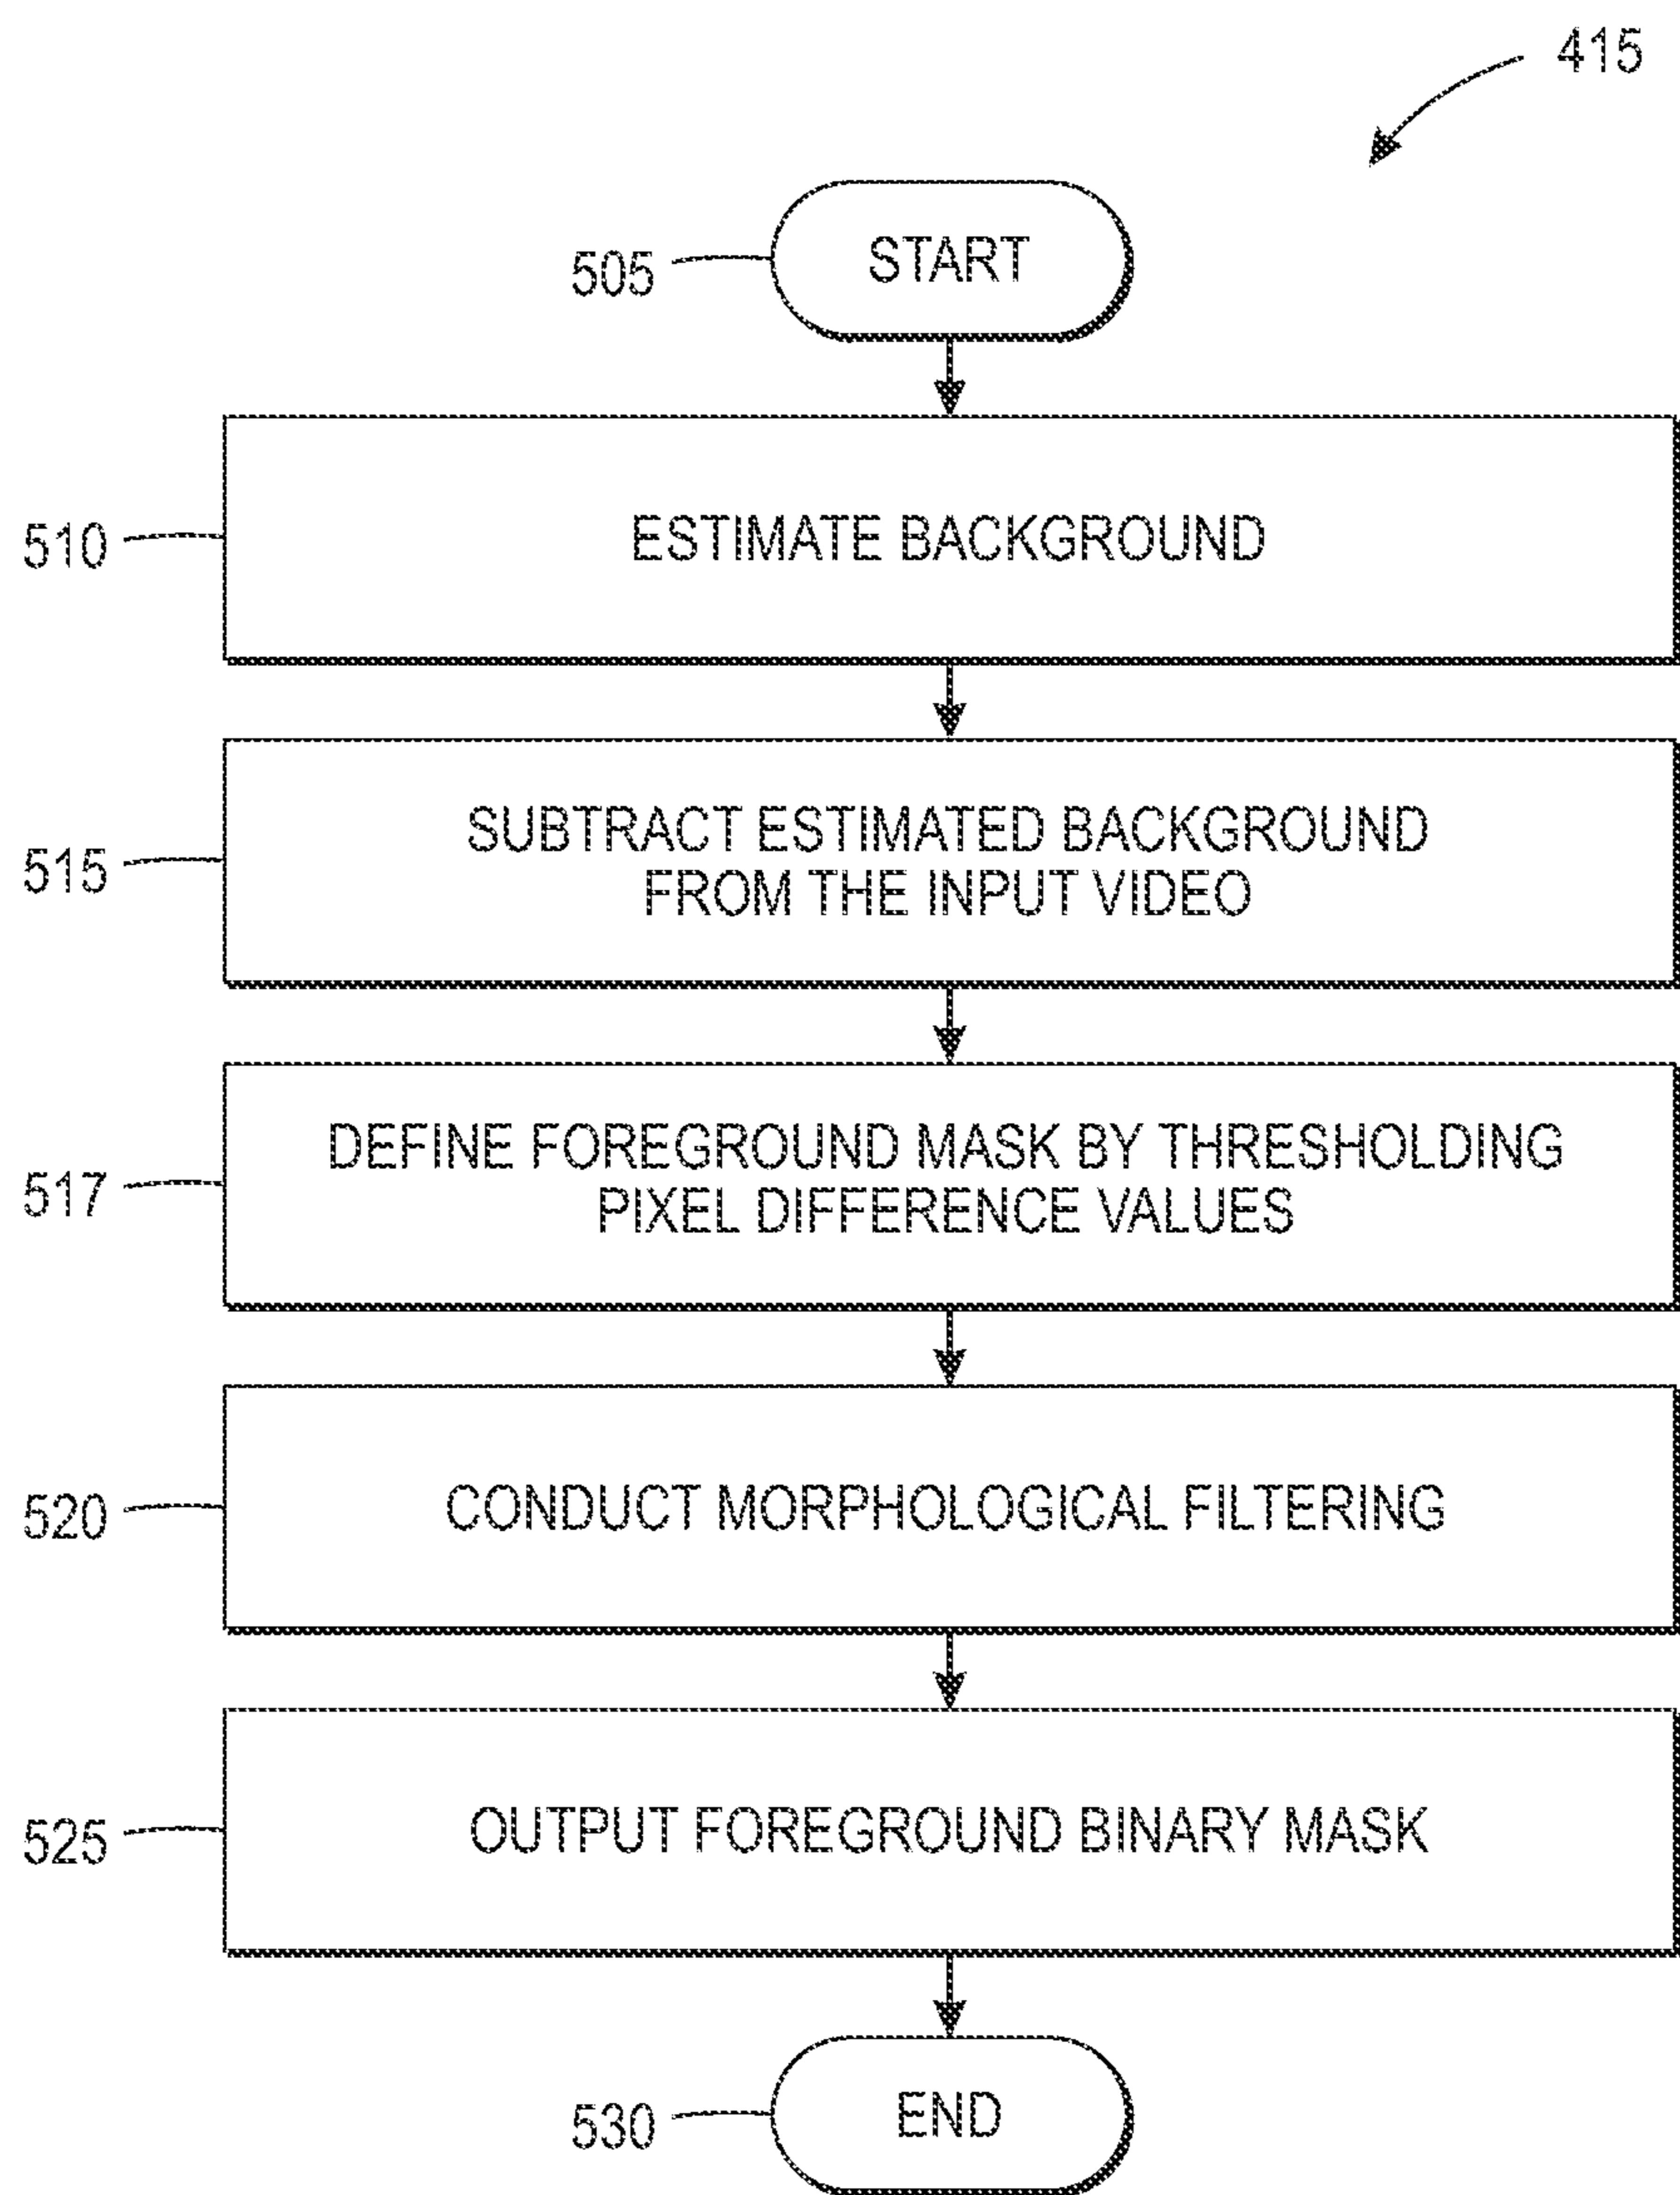 415
505
START
510
ESTIMATE BACKGROUND
515
SUBTRACT ESTIMATED BACKGROUND
FROM THE INPUT VIDEO
517
DEFINE FOREGROUND MASK BY THRESHOLDING
PIXEL DIFFERENCE VALUES
520
CONDUCT MORPHOLOGICAL FILTERING
525
OUTPUT FOREGROUND BINARY MASK
530
END